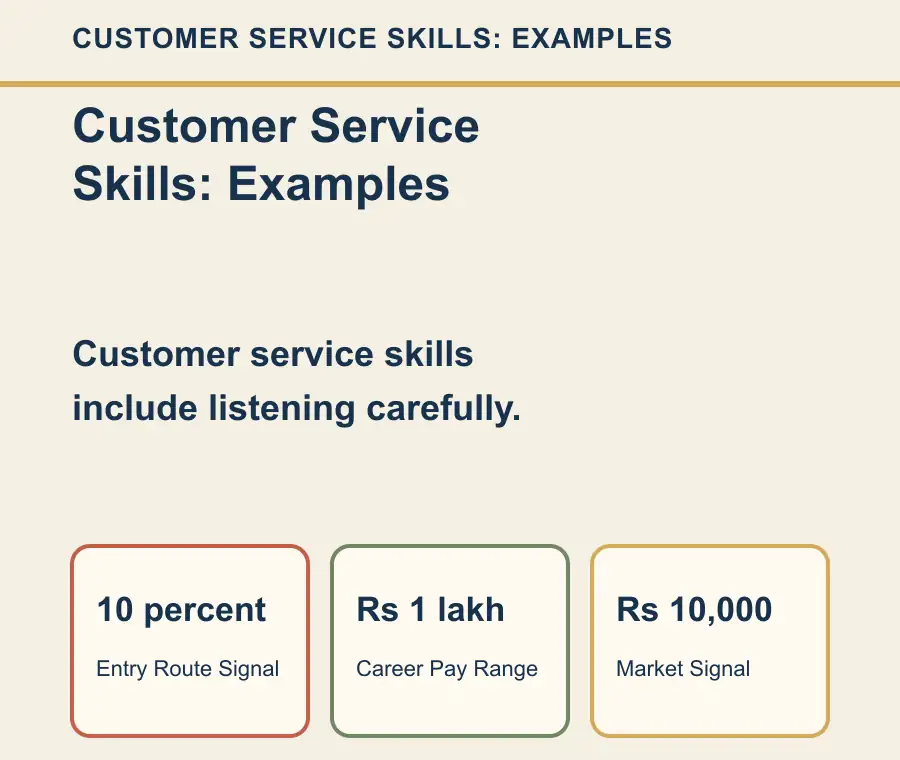 CUSTOMER SERVICE SKILLS: EXAMPLES
Customer Service
Skills: Examples
Customer service skills
include listening carefully.
10 percent
Entry Route Signal
Rs 1 lakh
Career Pay Range
Rs 10,000
Market Signal